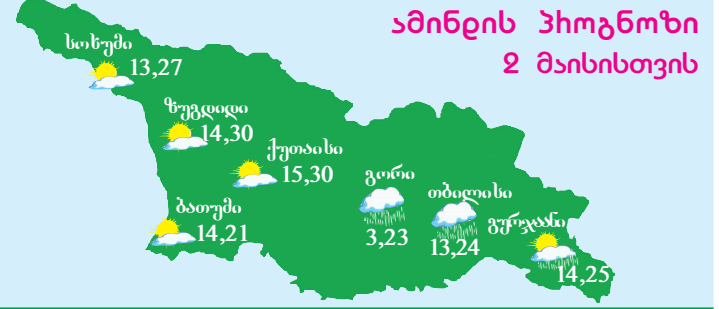 ამინდის პროგნოზი
2 მაისისთვის
სოხუმი
13,27
ზუგდიდი
14,30
ქუთაისი
15,30
გორი
3,23
თბილისი
13,24
ბათუმი
14,21
გურჯაანი
14,25